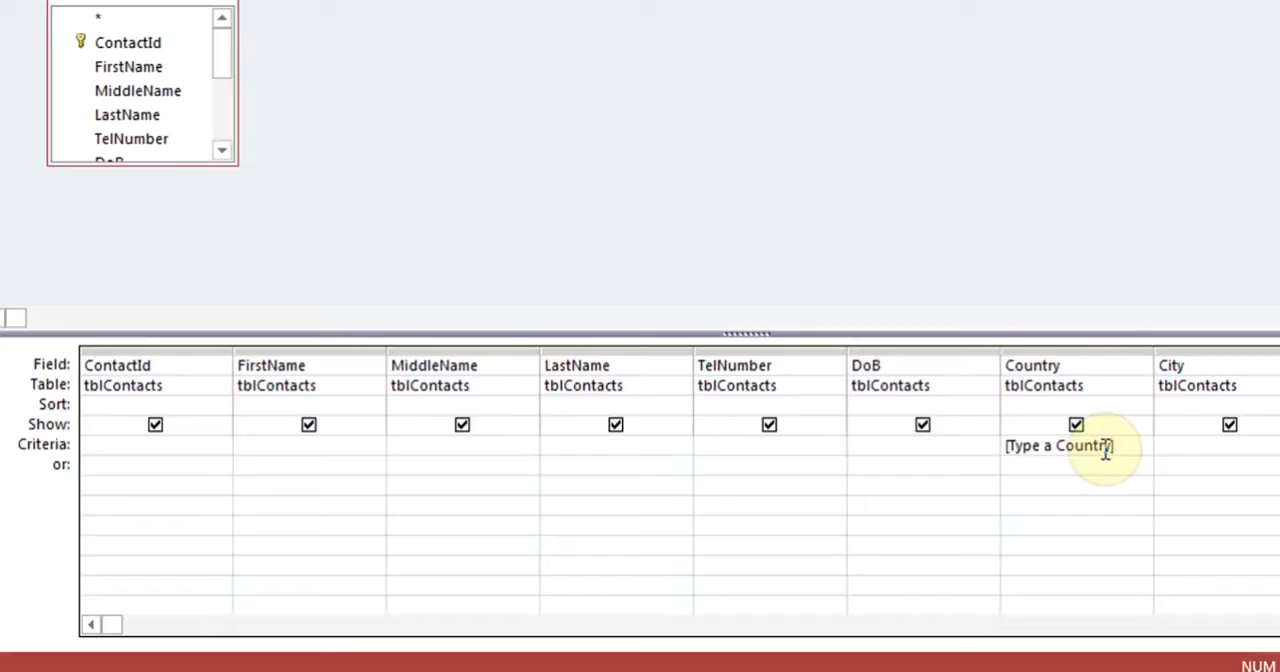 *
ContactId
FirstName
MiddleName
LastName
TelNumber
DoB
Field: ContactId FirstName MiddleName LastName TelNumber DoB Country City
Table: tblContacts tblContacts tblContacts tblContacts tblContacts tblContacts tblContacts tblContacts
Sort:
Show:
Criteria: [Type a Country]
or:
NUM